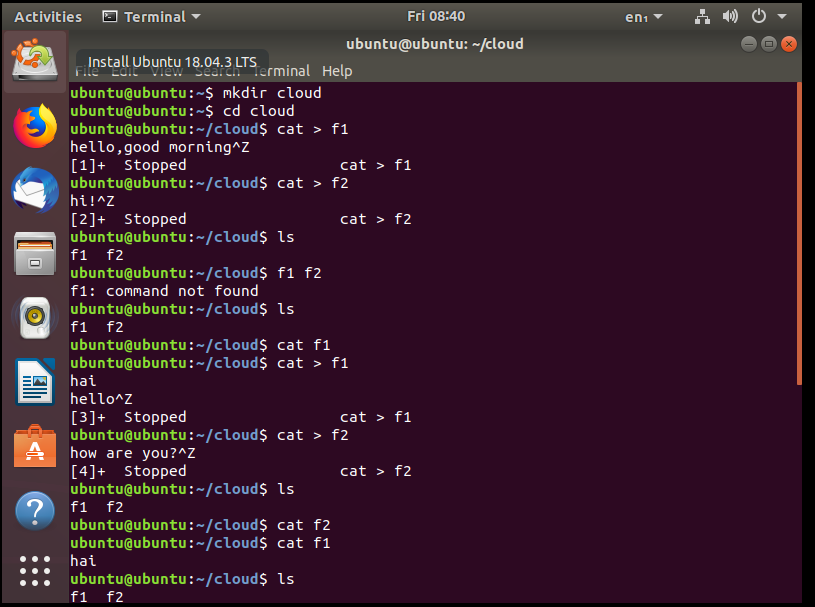 Activities Terminal Fri 08:40 en₁
ubuntu@ubuntu: ~/cloud
Install Ubuntu 18.04.3 LTS
File Edit View Search Terminal Help
ubuntu@ubuntu:~$ mkdir cloud
ubuntu@ubuntu:~$ cd cloud
ubuntu@ubuntu:~/cloud$ cat > f1
hello,good morning^Z
[1]+  Stopped                 cat > f1
ubuntu@ubuntu:~/cloud$ cat > f2
hi!^Z
[2]+  Stopped                 cat > f2
ubuntu@ubuntu:~/cloud$ ls
f1  f2
ubuntu@ubuntu:~/cloud$ f1 f2
f1: command not found
ubuntu@ubuntu:~/cloud$ ls
f1  f2
ubuntu@ubuntu:~/cloud$ cat f1
ubuntu@ubuntu:~/cloud$ cat > f1
hai
hello^Z
[3]+  Stopped                 cat > f1
ubuntu@ubuntu:~/cloud$ cat > f2
how are you?^Z
[4]+  Stopped                 cat > f2
ubuntu@ubuntu:~/cloud$ ls
f1  f2
ubuntu@ubuntu:~/cloud$ cat f2
ubuntu@ubuntu:~/cloud$ cat f1
hai
ubuntu@ubuntu:~/cloud$ ls
f1  f2